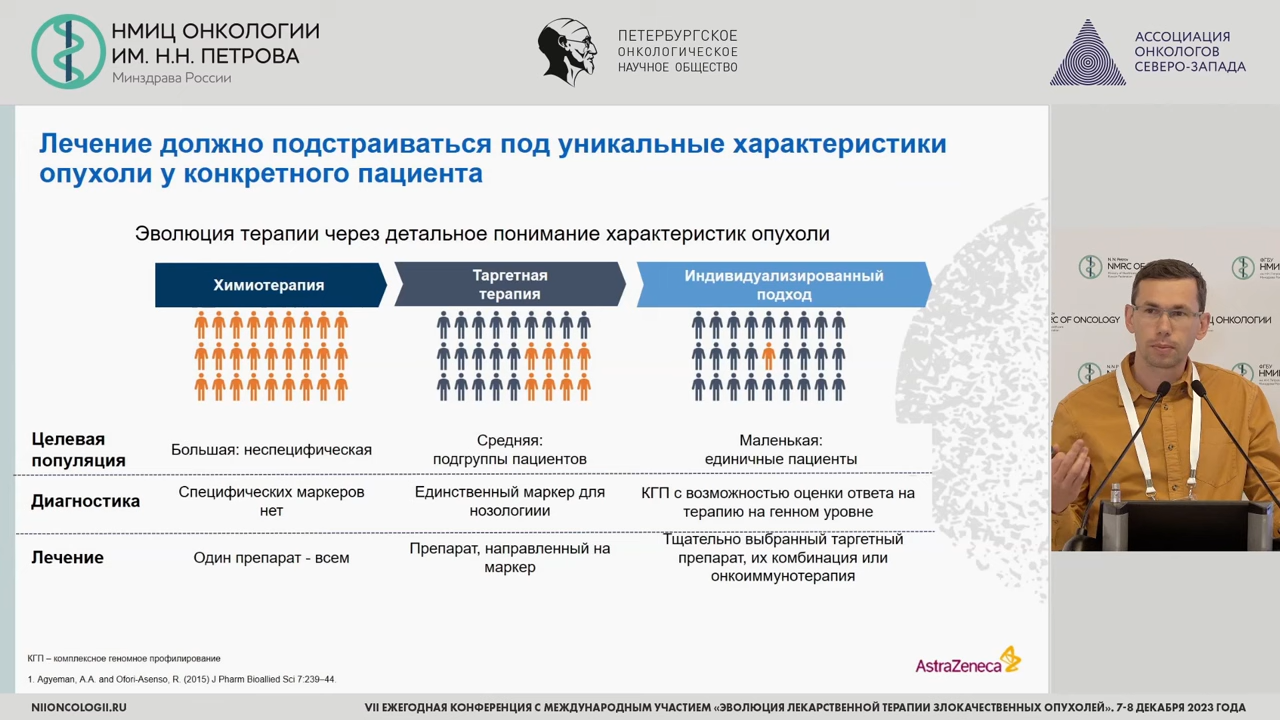 НМИЦ ОНКОЛОГИИ
ИМ. Н.Н. ПЕТРОВА
Минздрава России
ПЕТЕРБУРГСКОЕ
ОНКОЛОГИЧЕСКОЕ
НАУЧНОЕ ОБЩЕСТВО
АССОЦИАЦИЯ
ОНКОЛОГОВ
СЕВЕРО-ЗАПАДА
Лечение должно подстраиваться под уникальные характеристики
опухоли у конкретного пациента
Эволюция терапии через детальное понимание характеристик опухоли
Химиотерапия
Таргетная
терапия
Индивидуализированный
подход
Целевая
популяция
Большая: неспецифическая
Средняя:
подгруппы пациентов
Маленькая:
единичные пациенты
Диагностика
Специфических маркеров
нет
Единственный маркер для
нозологиии
КГП с возможностью оценки ответа на
терапию на генном уровне
Лечение
Один препарат - всем
Препарат, направленный на
маркер
Тщательно выбранный таргетный
препарат, их комбинация или
онкоиммунотерапия
КГП – комплексное геномное профилирование
1. Agyeman, A.A. and Ofori-Asenso, R. (2015) J Pharm Bioallied Sci 7:239–44.
AstraZeneca
NIIONCOLOGII.RU
VII ЕЖЕГОДНАЯ КОНФЕРЕНЦИЯ С МЕЖДУНАРОДНЫМ УЧАСТИЕМ «ЭВОЛЮЦИЯ ЛЕКАРСТВЕННОЙ ТЕРАПИИ ЗЛОКАЧЕСТВЕННЫХ ОПУХОЛЕЙ». 7-8 ДЕКАБРЯ 2023 ГОДА